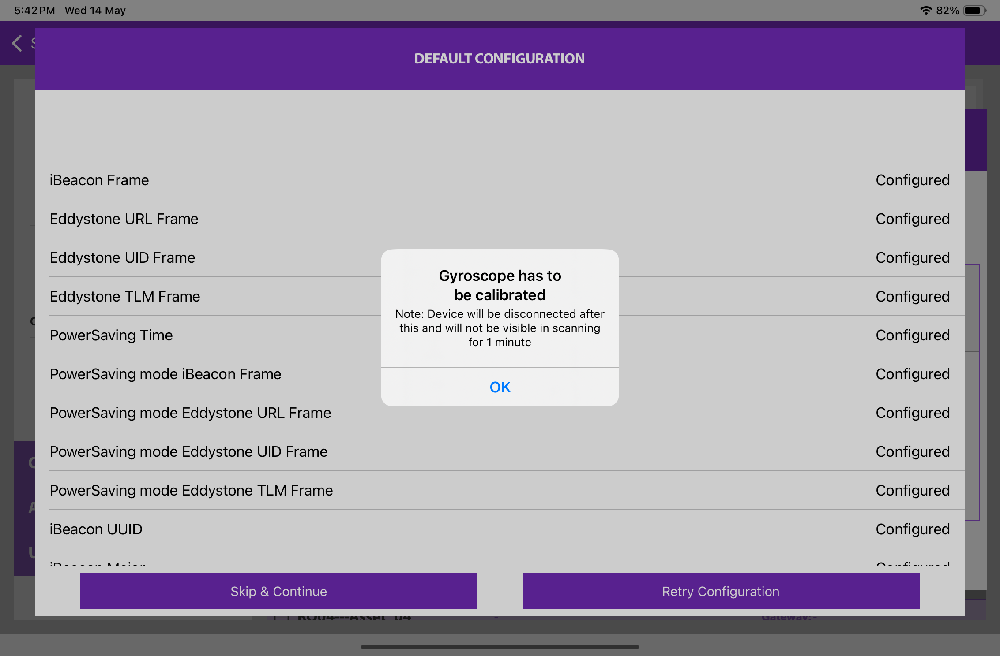 5:42 PM Wed 14 May
82%
DEFAULT CONFIGURATION
iBeacon Frame Configured
Eddystone URL Frame Configured
Eddystone UID Frame Configured
Eddystone TLM Frame Configured
PowerSaving Time Configured
PowerSaving mode iBeacon Frame Configured
PowerSaving mode Eddystone URL Frame Configured
PowerSaving mode Eddystone UID Frame Configured
PowerSaving mode Eddystone TLM Frame Configured
iBeacon UUID Configured
iBeacon Major Configured
Gyroscope has to
be calibrated
Note: Device will be disconnected after
this and will not be visible in scanning
for 1 minute
OK
Skip & Continue Retry Configuration
Gateway: -